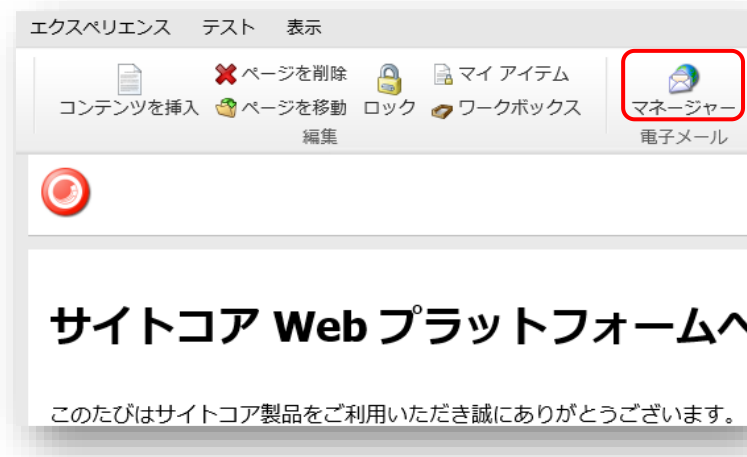 エクスペリエンス テスト 表示
コンテンツを挿入 ページを削除 ロック マイ アイテム マネージャー
ページを移動 ワークボックス
編集 電子メール
サイトコア Web プラットフォームへ
このたびはサイトコア製品をご利用いただき誠にありがとうございます。